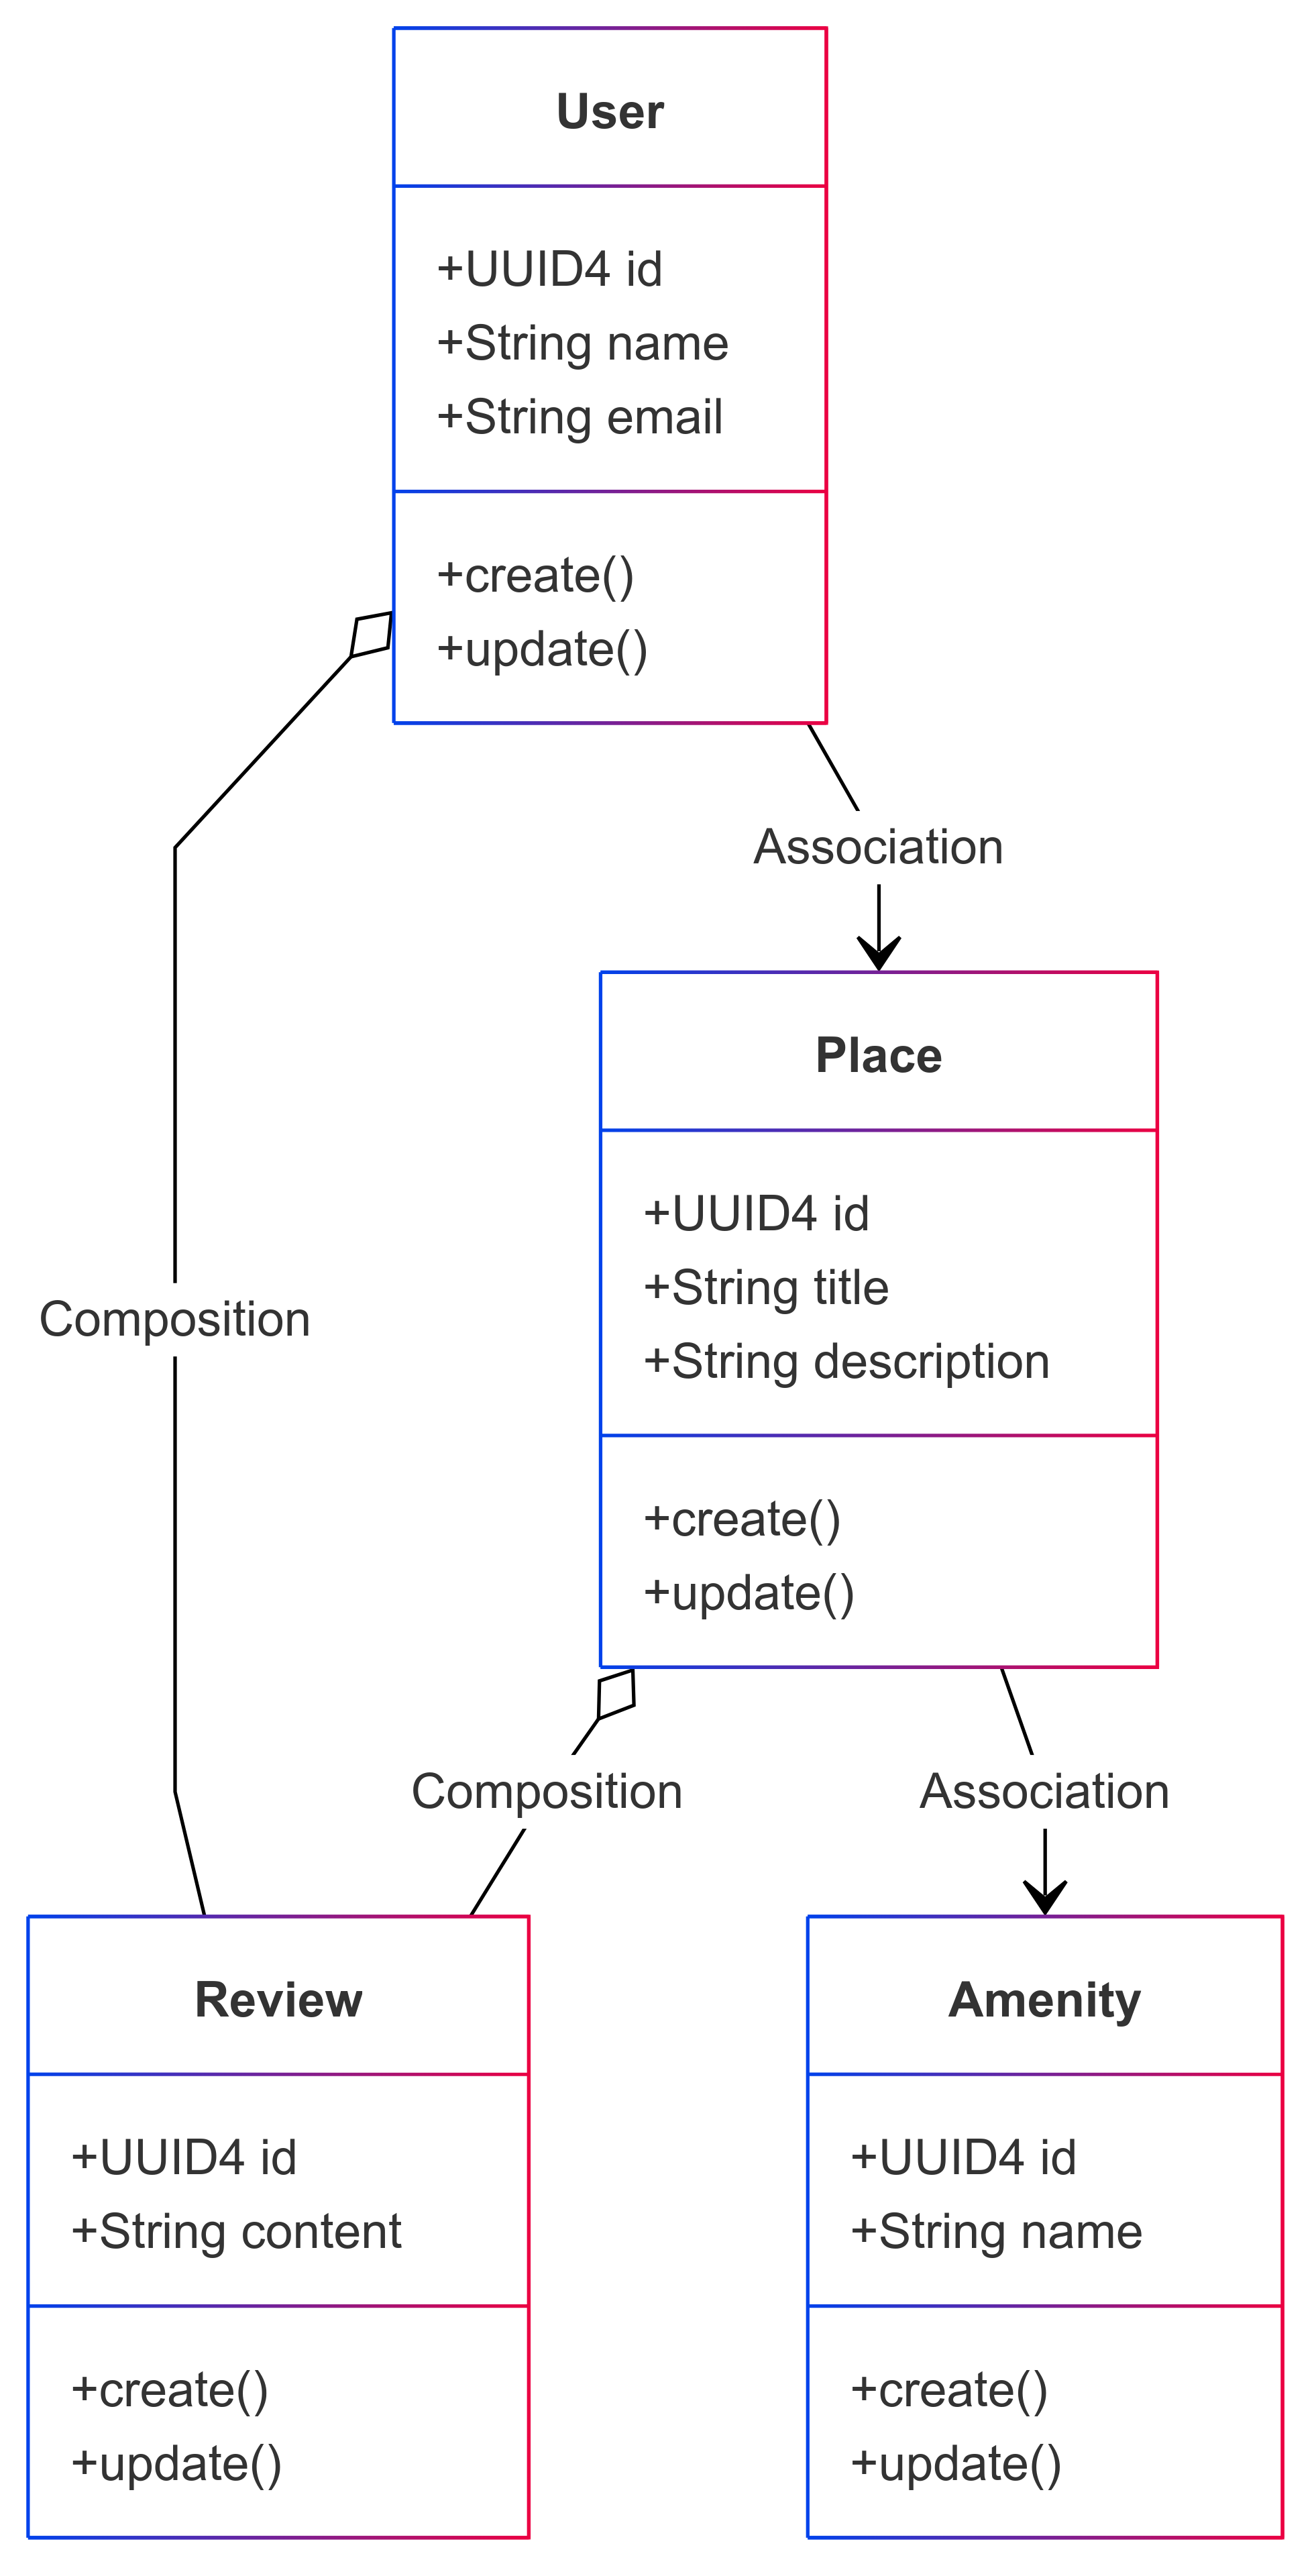 User
+UUID4 id
+String name
+String email
+create()
+update()
Association
Place
+UUID4 id
+String title
+String description
+create()
+update()
Composition
Composition
Association
Review
+UUID4 id
+String content
+create()
+update()
Amenity
+UUID4 id
+String name
+create()
+update()